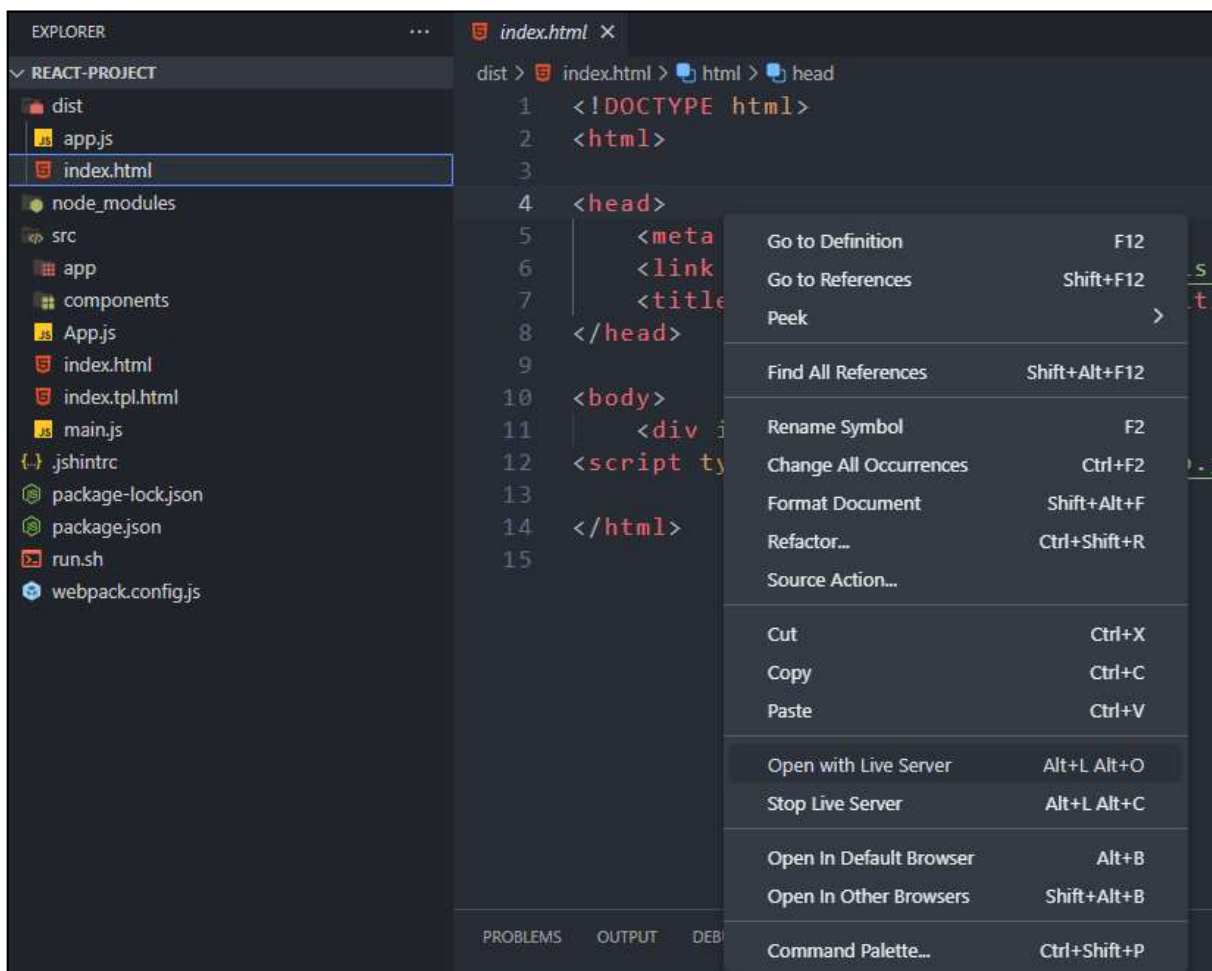 EXPLORER ...
REACT-PROJECT
dist
app.js
index.html
node_modules
src
app
components
App.js
index.html
index.tpl.html
main.js
.jshintrc
package-lock.json
package.json
run.sh
webpack.config.js
index.html
dist > index.html > html > head
1 <!DOCTYPE html>
2 <html>
3
4 <head>
5 <meta
6 <link
7 <title
8 </head>
9
10 <body>
11 <div
12 <script ty
13
14 </html>
15
Go to Definition F12
Go to References Shift+F12
Peek >
Find All References Shift+Alt+F12
Rename Symbol F2
Change All Occurrences Ctrl+F2
Format Document Shift+Alt+F
Refactor... Ctrl+Shift+R
Source Action...
Cut Ctrl+X
Copy Ctrl+C
Paste Ctrl+V
Open with Live Server Alt+L Alt+O
Stop Live Server Alt+L Alt+C
Open In Default Browser Alt+B
Open In Other Browsers Shift+Alt+B
Command Palette... Ctrl+Shift+P
PROBLEMS OUTPUT DEB